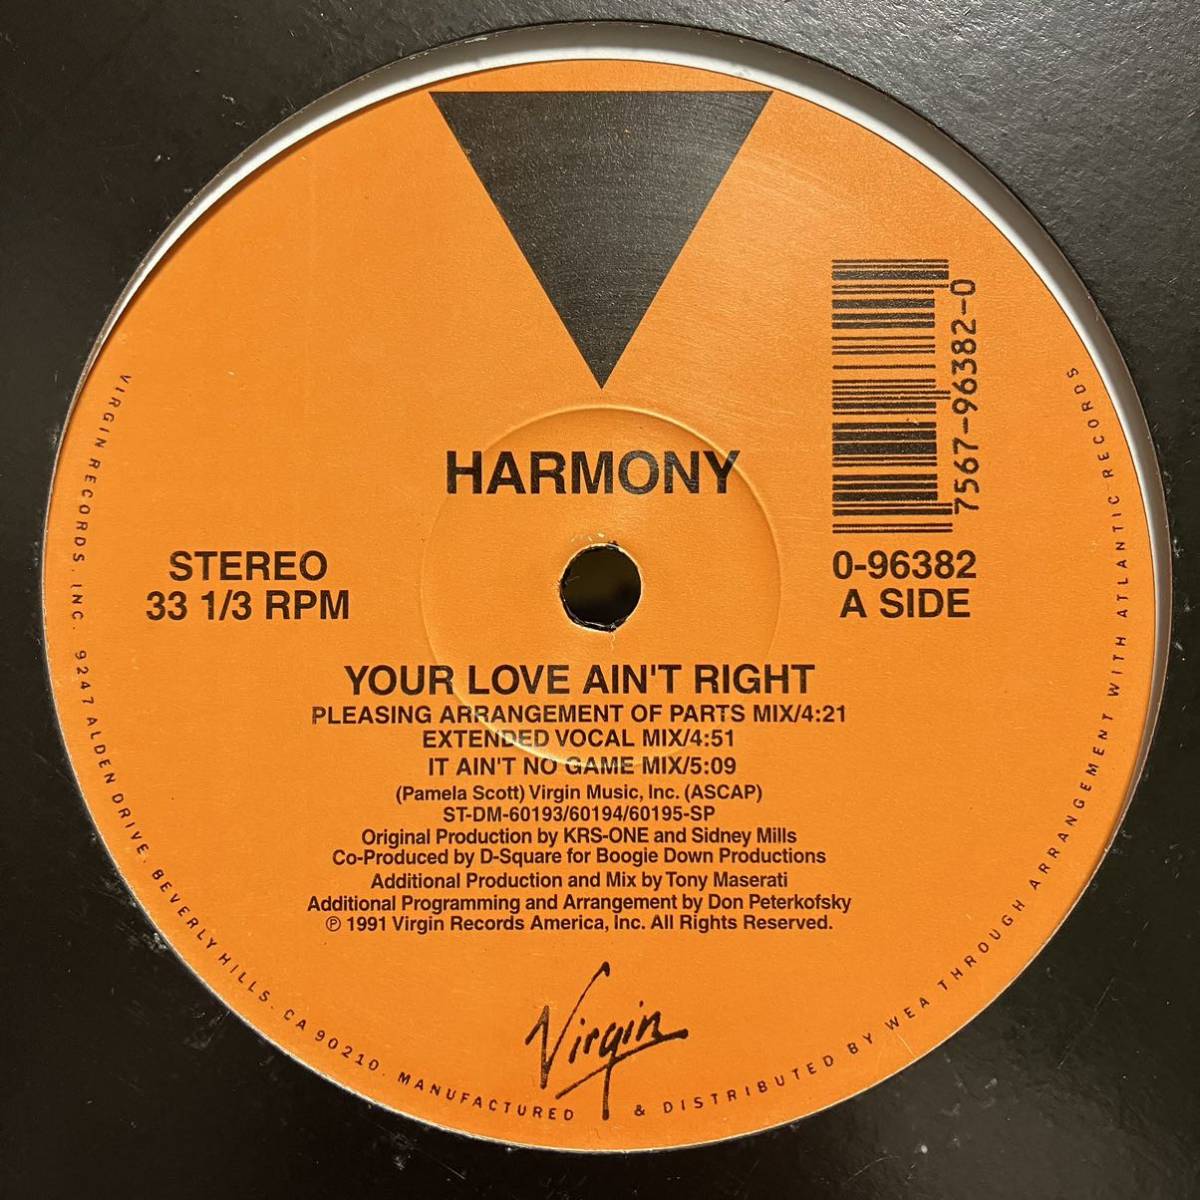 HARMONY
7567-96382-0
STEREO
33 1/3 RPM
0-96382
A SIDE
YOUR LOVE AIN'T RIGHT
PLEASING ARRANGEMENT OF PARTS MIX/4:21
EXTENDED VOCAL MIX/4:51
IT AIN'T NO GAME MIX/5:09
(Pamela Scott) Virgin Music, Inc. (ASCAP)
ST-DM-60193/60194/60195-SP
Original Production by KRS-ONE and Sidney Mills
Co-Produced by D-Square for Boogie Down Productions
Additional Production and Mix by Tony Maserati
Additional Programming and Arrangement by Don Peterkofsky
℗ 1991 Virgin Records America, Inc. All Rights Reserved.
Virgin
VIRGIN RECORDS, INC. 9247 ALDEN DRIVE, BEVERLY HILLS, CA 90210. MANUFACTURED & DISTRIBUTED BY WEA THROUGH ARRANGEMENT WITH ATLANTIC RECORDS